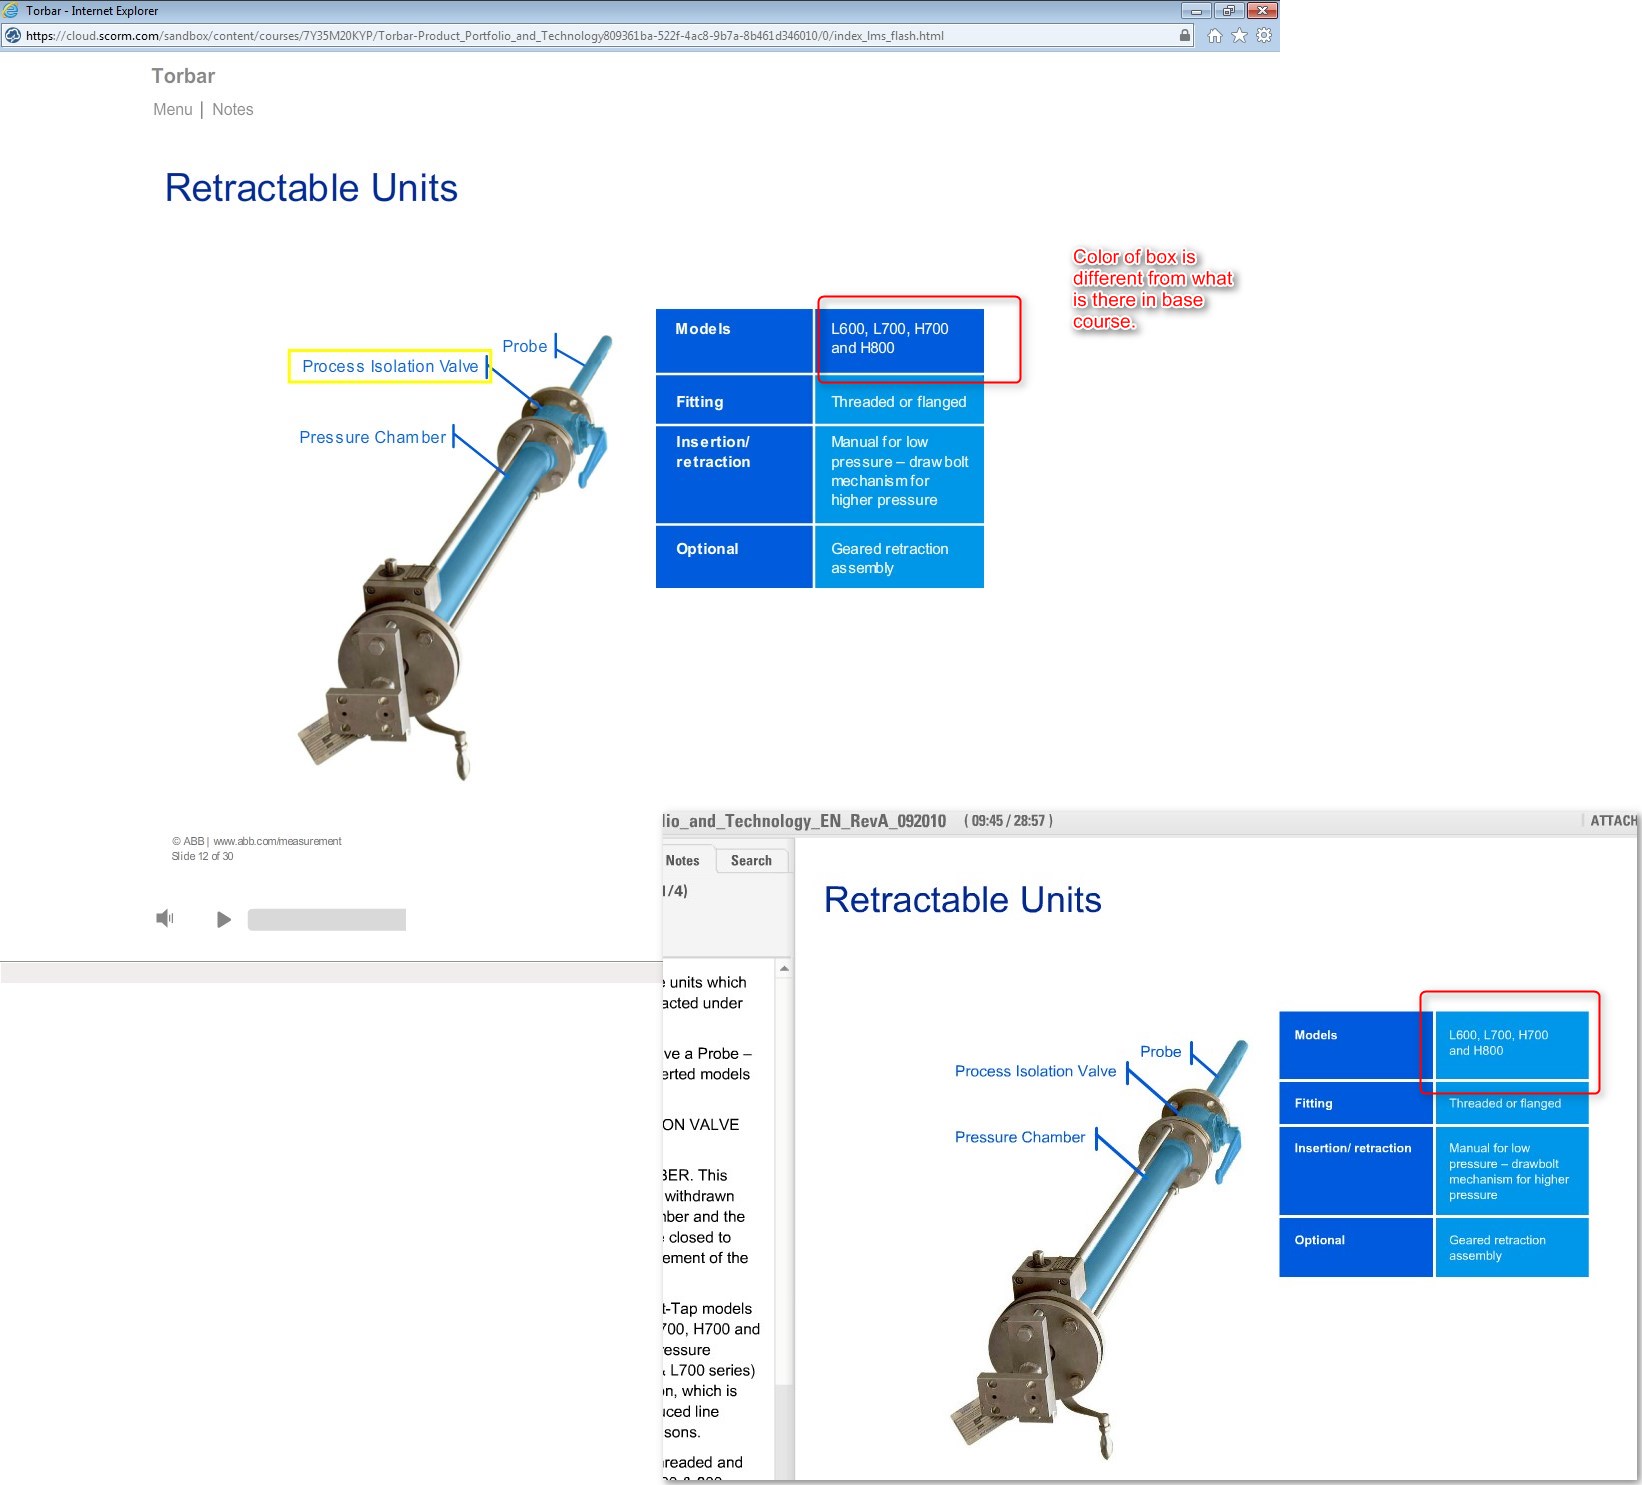 Torbar - Internet Explorer
https://cloud.scorm.com/sandbox/content/courses/7Y35M20KYP/Torbar-Product_Portfolio_and_Technology809361ba-522f-4ac8-9b7a-8b461d346010/0/index_lms_flash.html
Torbar
Menu | Notes
Retractable Units
Color of box is
different from what
is there in base
course.
Probe
Process Isolation Valve
Pressure Chamber
Models
L600, L700, H700
and H800
Fitting
Threaded or flanged
Insertion/
retraction
Manual for low
pressure – drawbolt
mechanism for
higher pressure
Optional
Geared retraction
assembly
© ABB | www.abb.com/measurement
Slide 12 of 30
lio_and_Technology_EN_RevA_092010 ( 09:45 / 28:57 )
ATTACH
Notes
Search
1/4)
Retractable Units
units which
acted under
ve a Probe –
erted models
ON VALVE
BER. This
withdrawn
nber and the
closed to
ement of the
t-Tap models
700, H700 and
ressure
& L700 series)
on, which is
uced line
sons.
hreaded and
Probe
Process Isolation Valve
Pressure Chamber
Models
L600, L700, H700
and H800
Fitting
Threaded or flanged
Insertion/ retraction
Manual for low
pressure – drawbolt
mechanism for higher
pressure
Optional
Geared retraction
assembly